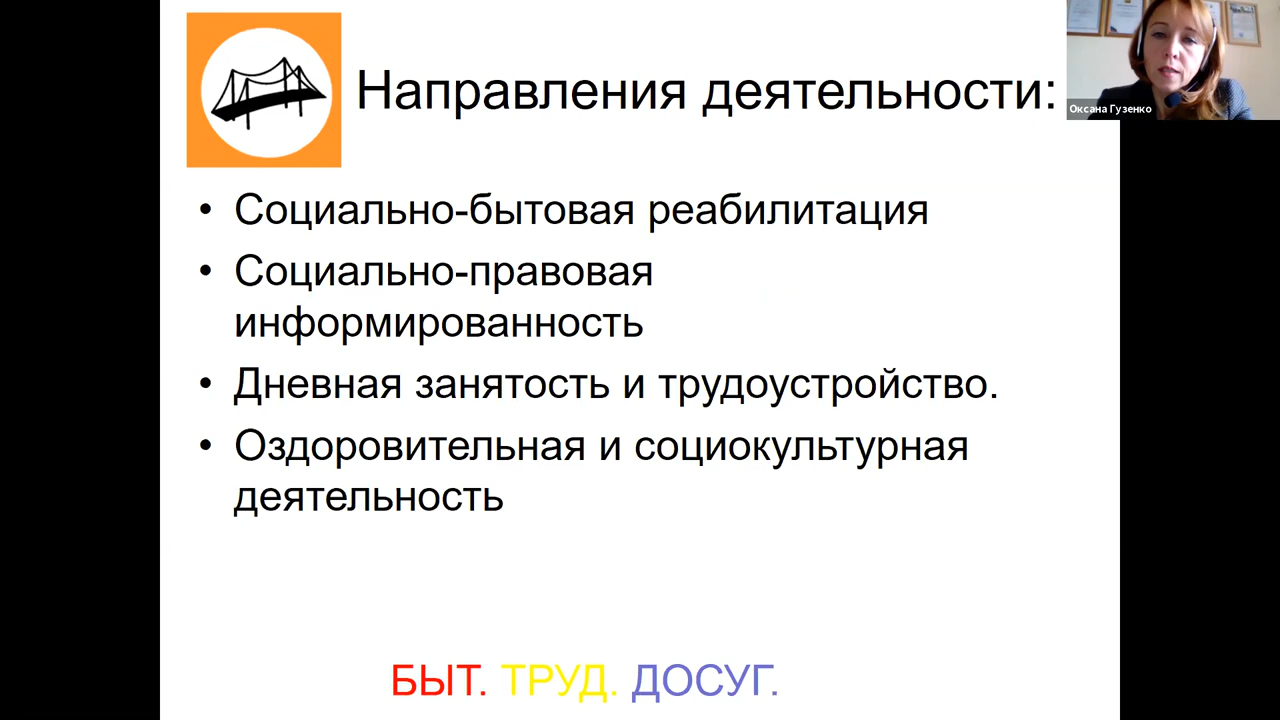 Направления деятельности:
Оксана Гузенко
• Социально-бытовая реабилитация
• Социально-правовая
информированность
• Дневная занятость и трудоустройство.
• Оздоровительная и социокультурная
деятельность
БЫТ. ТРУД. ДОСУГ.